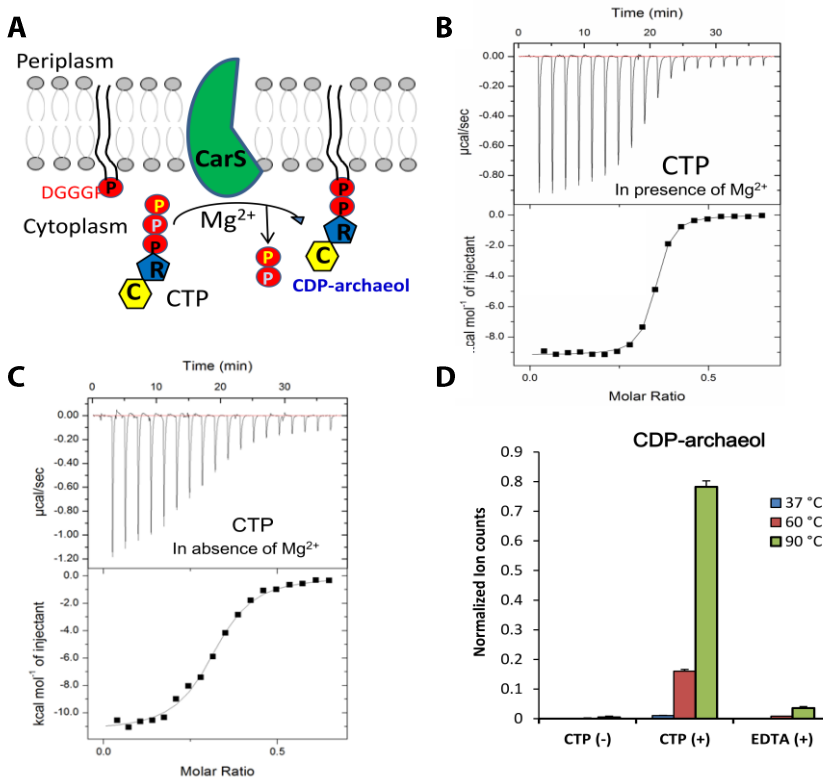 A
Periplasm
CarS
P
DGGGP
Cytoplasm
P
P
P
R
C
CTP
Mg²⁺
P
P
P
P
R
C
CDP-archaeol
B
Time (min)
0 10 20 30
0.00
-0.40
-0.80
µcal/sec
CTP
In presence of Mg²⁺
0.0
-2.0
-4.0
-6.0
-8.0
..cal mol⁻¹ of injectant
0.0 0.5
Molar Ratio
C
Time (min)
0 10 20 30
0.00
-0.20
-0.40
-0.60
-0.80
-1.00
-1.20
µcal/sec
CTP
In absence of Mg²⁺
0.0
-2.0
-4.0
-6.0
-8.0
-10.0
kcal mol⁻¹ of injectant
0.0 0.5
Molar Ratio
D
CDP-archaeol
0.9
0.8
0.7
0.6
0.5
0.4
0.3
0.2
0.1
0
Normalized Ion counts
37 °C
60 °C
90 °C
CTP (-) CTP (+) EDTA (+)